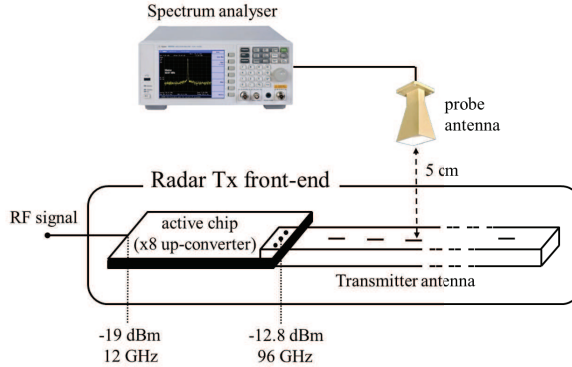 Spectrum analyser
probe
antenna
5 cm
Radar Tx front-end
RF signal
active chip
(x8 up-converter)
Transmitter antenna
-19 dBm
12 GHz
-12.8 dBm
96 GHz